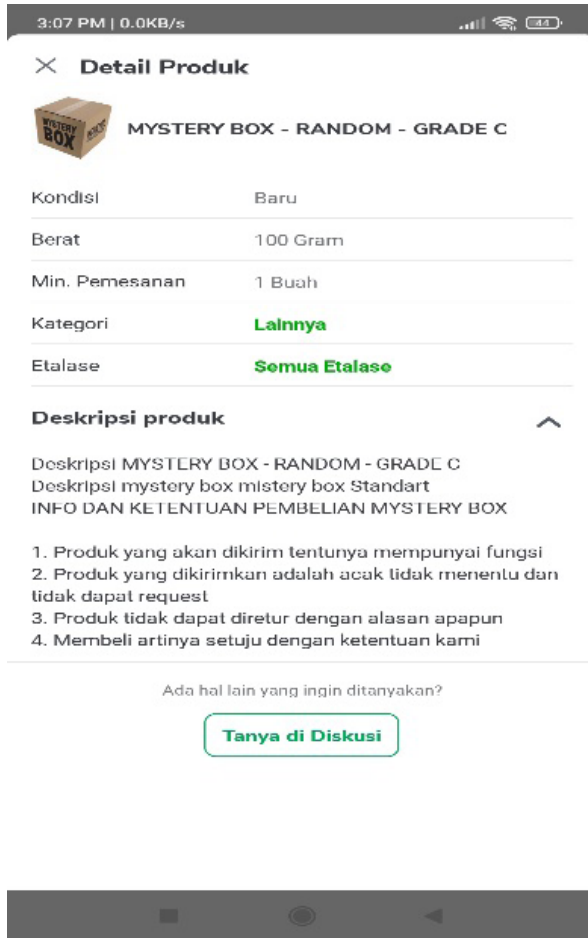 3:07 PM | 0.0KB/s
44
Detail Produk
MYSTERY BOX
MYSTERY BOX - RANDOM - GRADE C
Kondisi Baru
Berat 100 Gram
Min. Pemesanan 1 Buah
Kategori Lainnya
Etalase Semua Etalase
Deskripsi produk
Deskripsi MYSTERY BOX - RANDOM - GRADE C
Deskripsi mystery box mistery box Standart
INFO DAN KETENTUAN PEMBELIAN MYSTERY BOX
1. Produk yang akan dikirim tentunya mempunyai fungsi
2. Produk yang dikirimkan adalah acak tidak menentu dan
tidak dapat request
3. Produk tidak dapat diretur dengan alasan apapun
4. Membeli artinya setuju dengan ketentuan kami
Ada hal lain yang ingin ditanyakan?
Tanya di Diskusi